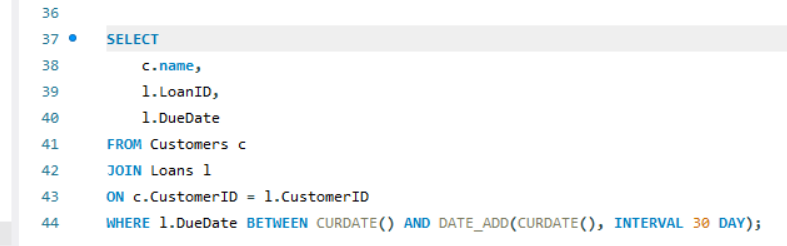 36
37 SELECT
38 c.name,
39 l.LoanID,
40 l.DueDate
41 FROM Customers c
42 JOIN Loans l
43 ON c.CustomerID = l.CustomerID
44 WHERE l.DueDate BETWEEN CURDATE() AND DATE_ADD(CURDATE(), INTERVAL 30 DAY);